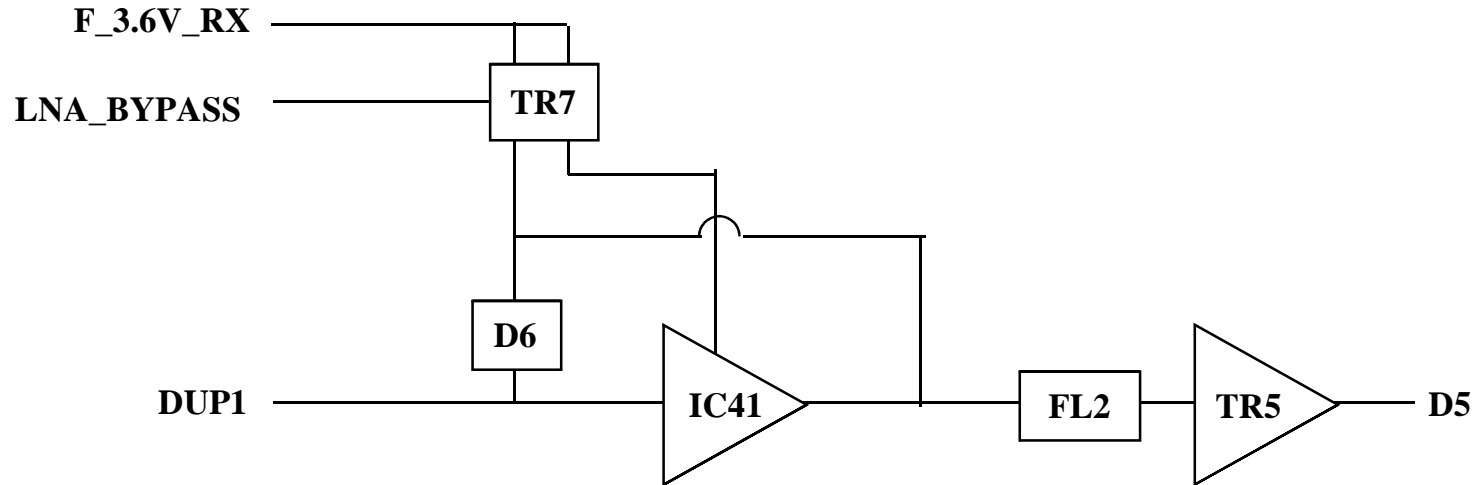 F_3.6V_RX
TR7
LNA_BYPASS
D6
DUP1
IC41
FL2
TR5
D5